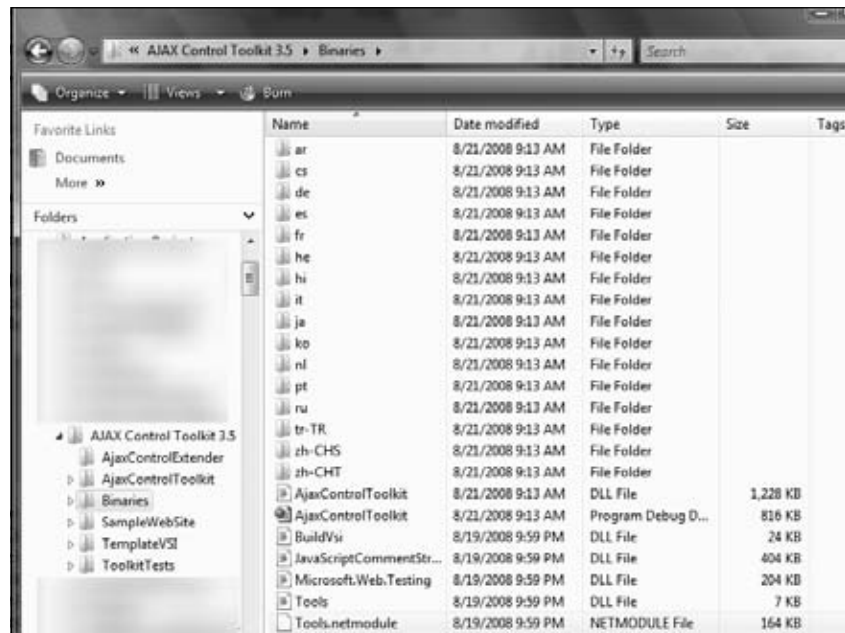 « AJAX Control Toolkit 3.5 ▸ Binaries ▸ Search
Organize Views Burn
Favorite Links
Documents
More »
Folders
AJAX Control Toolkit 3.5
AjaxControlExtender
AjaxControlToolkit
Binaries
SampleWebSite
TemplateVSI
ToolkitTests
Name Date modified Type Size Tags
ar 8/21/2008 9:13 AM File Folder
cs 8/21/2008 9:13 AM File Folder
de 8/21/2008 9:13 AM File Folder
es 8/21/2008 9:13 AM File Folder
fr 8/21/2008 9:13 AM File Folder
he 8/21/2008 9:13 AM File Folder
hi 8/21/2008 9:13 AM File Folder
it 8/21/2008 9:13 AM File Folder
ja 8/21/2008 9:13 AM File Folder
ko 8/21/2008 9:13 AM File Folder
nl 8/21/2008 9:13 AM File Folder
pt 8/21/2008 9:13 AM File Folder
ru 8/21/2008 9:13 AM File Folder
tr-TR 8/21/2008 9:13 AM File Folder
zh-CHS 8/21/2008 9:13 AM File Folder
zh-CHT 8/21/2008 9:13 AM File Folder
AjaxControlToolkit 8/21/2008 9:13 AM DLL File 1,228 KB
AjaxControlToolkit 8/21/2008 9:13 AM Program Debug D... 816 KB
BuildVsi 8/19/2008 9:59 PM DLL File 24 KB
JavaScriptCommentStr... 8/19/2008 9:59 PM DLL File 404 KB
Microsoft.Web.Testing 8/19/2008 9:59 PM DLL File 204 KB
Tools 8/19/2008 9:59 PM DLL File 7 KB
Tools.netmodule 8/19/2008 9:59 PM NETMODULE File 164 KB